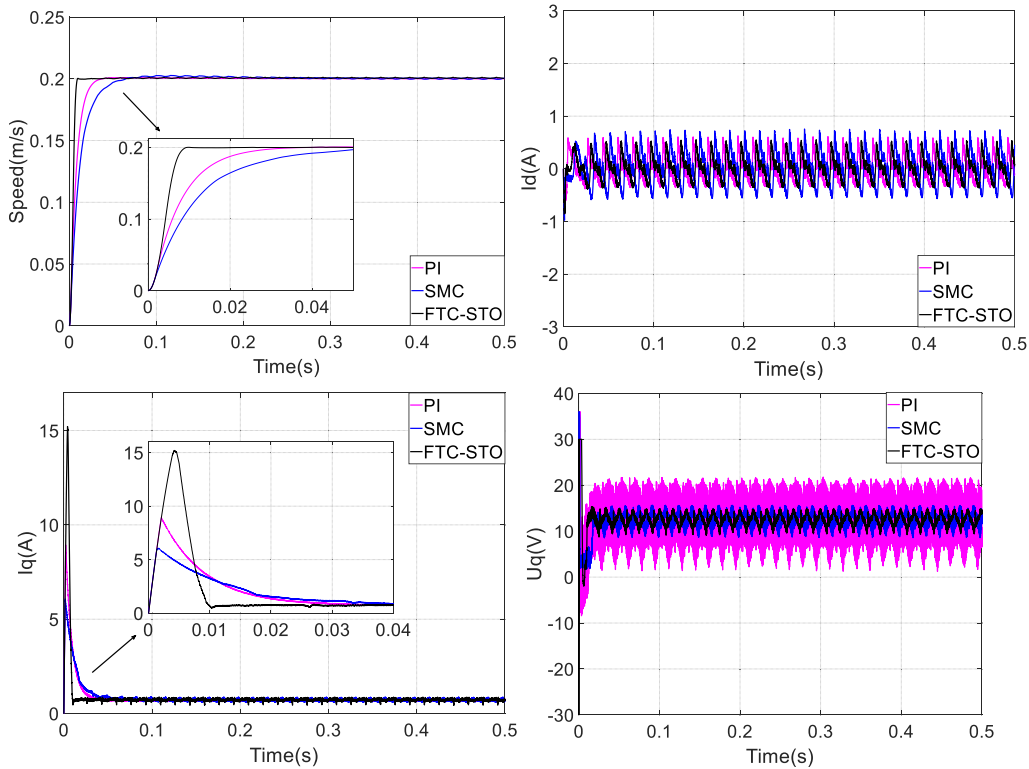 0.25
0.2
0.15
0.1
0.05
0
Speed(m/s)
0.2
0.1
0
0 0.02 0.04
PI
SMC
FTC-STO
0 0.1 0.2 0.3 0.4 0.5
Time(s)
3
2
1
0
-1
-2
-3
Id(A)
PI
SMC
FTC-STO
0 0.1 0.2 0.3 0.4 0.5
Time(s)
15
10
5
0
Iq(A)
15
10
5
0
0 0.01 0.02 0.03 0.04
PI
SMC
FTC-STO
0 0.1 0.2 0.3 0.4 0.5
Time(s)
40
30
20
10
0
-10
-20
-30
Uq(V)
PI
SMC
FTC-STO
0 0.1 0.2 0.3 0.4 0.5
Time(s)